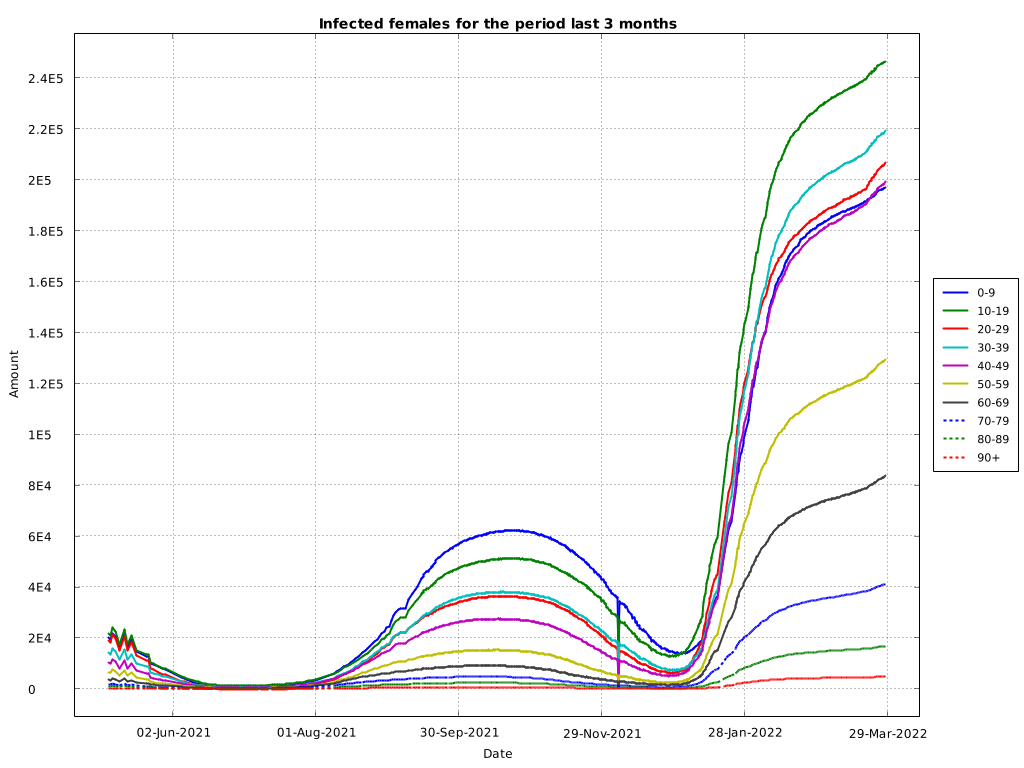 Infected females for the period last 3 months
2.4E5
2.2E5
2E5
1.8E5
1.6E5
1.4E5
1.2E5
1E5
8E4
6E4
4E4
2E4
0
Amount
02-Jun-2021
01-Aug-2021
30-Sep-2021
29-Nov-2021
28-Jan-2022
29-Mar-2022
Date
0-9
10-19
20-29
30-39
40-49
50-59
60-69
70-79
80-89
90+